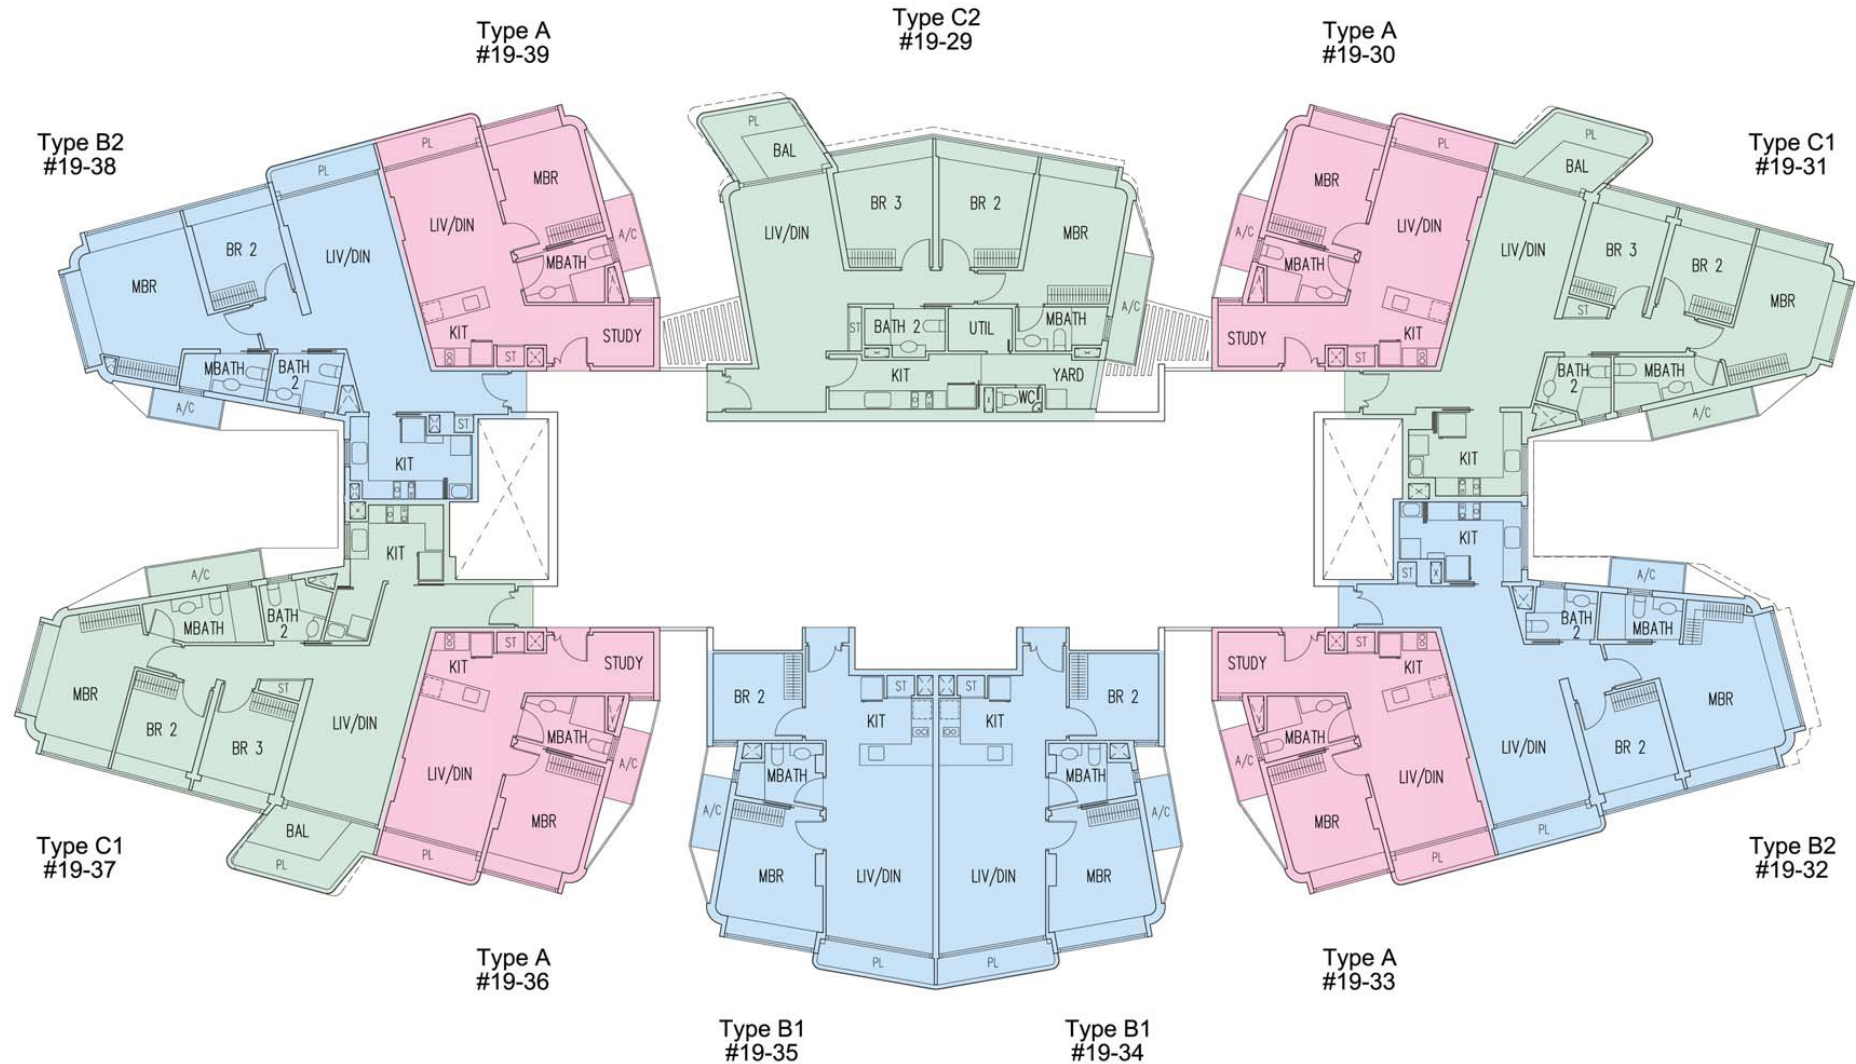 Type A
#19-39
Type C2
#19-29
Type A
#19-30
Type B2
#19-38
Type C1
#19-31
PL
LIV/DIN
MBR
BR 2
MBATH
BATH
2
A/C
ST
KIT
PL
LIV/DIN
MBR
A/C
MBATH
KIT
ST
STUDY
PL
BAL
LIV/DIN
BR 3
BR 2
MBR
A/C
ST
BATH 2
UTIL
MBATH
KIT
YARD
WC
PL
MBR
LIV/DIN
A/C
MBATH
STUDY
KIT
ST
PL
BAL
LIV/DIN
BR 3
BR 2
MBR
ST
BATH
2
MBATH
A/C
KIT
KIT
A/C
MBATH
BATH
2
MBR
BR 2
BR 3
ST
LIV/DIN
BAL
PL
KIT
ST
STUDY
MBATH
A/C
LIV/DIN
MBR
PL
BR 2
ST
KIT
MBATH
A/C
MBR
LIV/DIN
PL
ST
KIT
BR 2
MBATH
A/C
LIV/DIN
MBR
PL
STUDY
ST
KIT
MBATH
A/C
LIV/DIN
MBR
PL
KIT
ST
A/C
BATH
2
MBATH
MBR
BR 2
LIV/DIN
PL
Type C1
#19-37
Type B2
#19-32
Type A
#19-36
Type A
#19-33
Type B1
#19-35
Type B1
#19-34